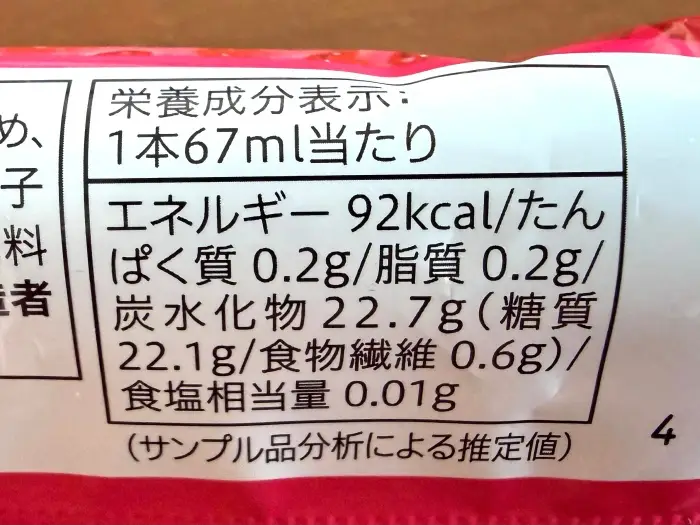 め、
子
料
者
栄養成分表示:
1本67ml当たり
エネルギー 92kcal/たん
ぱく質 0.2g/脂質 0.2g/
炭水化物 22.7g(糖質
22.1g/食物繊維 0.6g)/
食塩相当量 0.01g
(サンプル品分析による推定値)
4